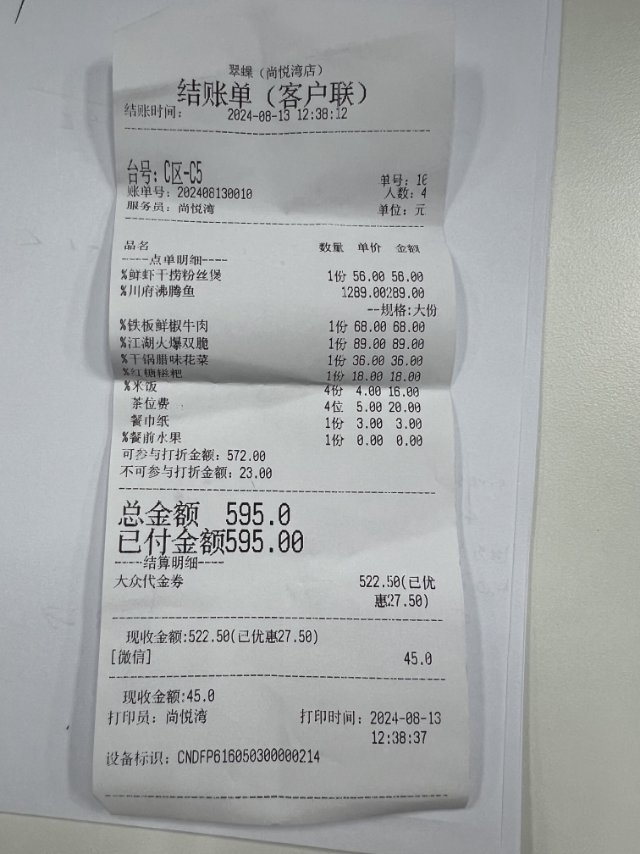 翠蝶（尚悦湾店）
结账单（客户联）
结账时间： 2024-08-13 12:38:12
台号：C区-C5
单号：16
账单号：202408130010 人数：4
服务员：尚悦湾 单位：元
品名 数量 单价 金额
----点单明细----
%鲜虾干捞粉丝煲 1份 56.00 56.00
%川府沸腾鱼 1289.00289.00
--规格:大份
%铁板鲜椒牛肉 1份 68.00 68.00
%江湖火爆双脆 1份 89.00 89.00
%干锅腊味花菜 1份 36.00 36.00
%红糖糍粑 1份 18.00 18.00
%米饭 4份 4.00 16.00
茶位费 4位 5.00 20.00
餐巾纸 1份 3.00 3.00
%餐前水果 1份 0.00 0.00
可参与打折金额：572.00
不可参与打折金额：23.00
总金额 595.0
已付金额595.00
----结算明细----
大众代金券 522.50(已优
惠27.50)
现收金额:522.50(已优惠27.50)
[微信] 45.0
现收金额:45.0
打印员：尚悦湾 打印时间：2024-08-13
12:38:37
设备标识：CNDFP616050300000214